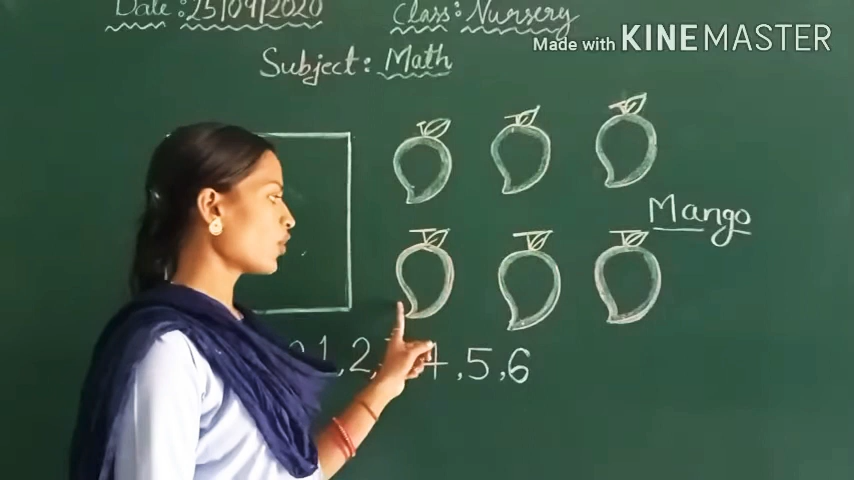 Date : 25/09/2020
Class : Nursery
Made with KINEMASTER
Subject : Math
Mango
1, 2, 4, 5, 6